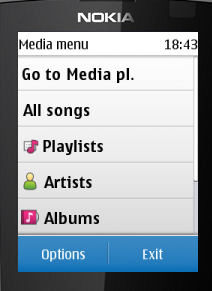 NOKIA
Media menu 18:43
Go to Media pl.
All songs
Playlists
Artists
Albums
Options Exit